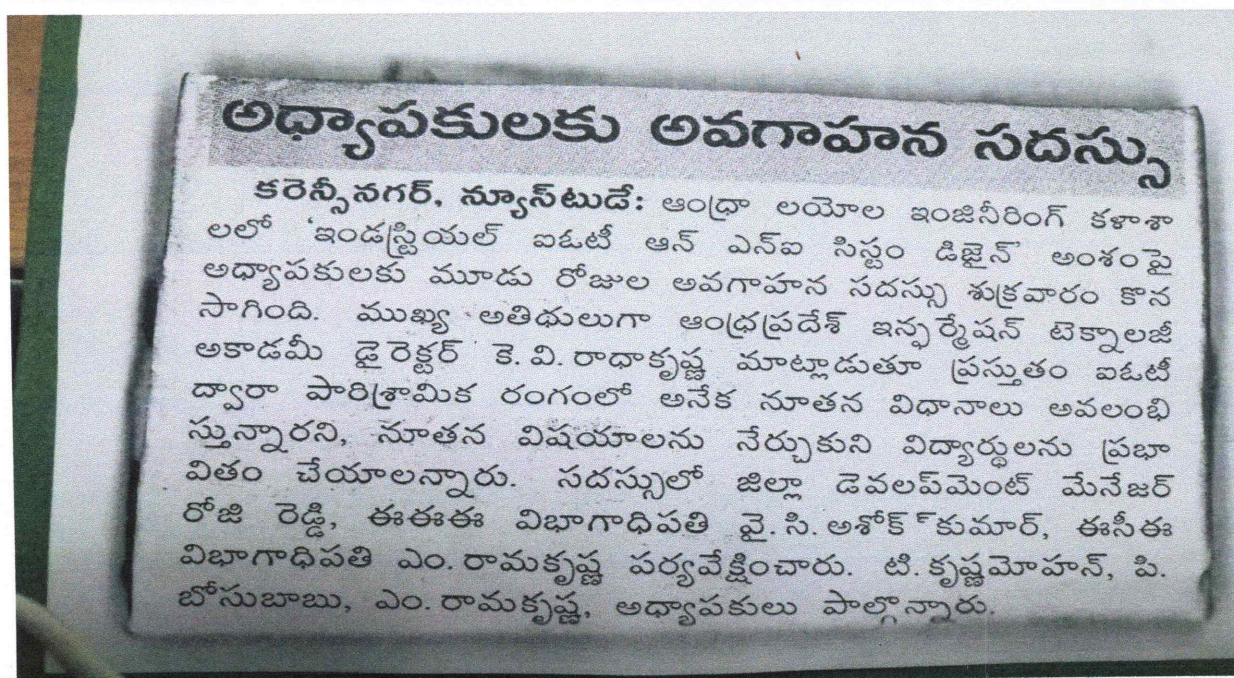 అధ్యాపకులకు అవగాహన సదస్సు
కరెన్సీనగర్, న్యూస్‌టుడే: ఆంధ్రా లయోల ఇంజినీరింగ్ కళాశా
లలో 'ఇండస్ట్రియల్ ఐఓటీ ఆన్ ఎన్ఐ సిస్టం డిజైన్' అంశంపై
అధ్యాపకులకు మూడు రోజుల అవగాహన సదస్సు శుక్రవారం కొన
సాగింది. ముఖ్య అతిథులుగా ఆంధ్రప్రదేశ్ ఇన్ఫర్మేషన్ టెక్నాలజీ
అకాడమీ డైరెక్టర్ కె.వి.రాధాకృష్ణ మాట్లాడుతూ ప్రస్తుతం ఐఓటీ
ద్వారా పారిశ్రామిక రంగంలో అనేక నూతన విధానాలు అవలంభి
స్తున్నారని, నూతన విషయాలను నేర్చుకుని విద్యార్థులను ప్రభా
వితం చేయాలన్నారు. సదస్సులో జిల్లా డెవలప్‌మెంట్ మేనేజర్
రోజి రెడ్డి, ఈఈఈ విభాగాధిపతి వై.సి.అశోక్ కుమార్, ఈసీఈ
విభాగాధిపతి ఎం.రామకృష్ణ పర్యవేక్షించారు. టి.కృష్ణమోహన్, పి.
బోసుబాబు, ఎం.రామకృష్ణ, అధ్యాపకులు పాల్గొన్నారు.